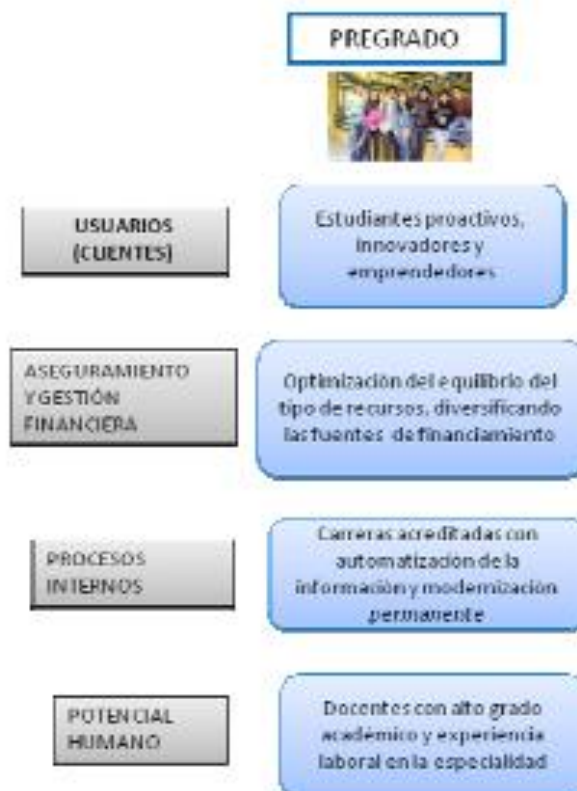 PREGRADO
USUARIOS
(CLIENTES)
Estudiantes proactivos,
innovadores y
emprendedores
ASEGURAMIENTO
Y GESTIÓN
FINANCIERA
Optimización del equilibrio del
tipo de recursos, diversificando
las fuentes de financiamiento
PROCESOS
INTERNOS
Carreras acreditadas con
automatización de la
información y modernización
permanente
POTENCIAL
HUMANO
Docentes con alto grado
académico y experiencia
laboral en la especialidad